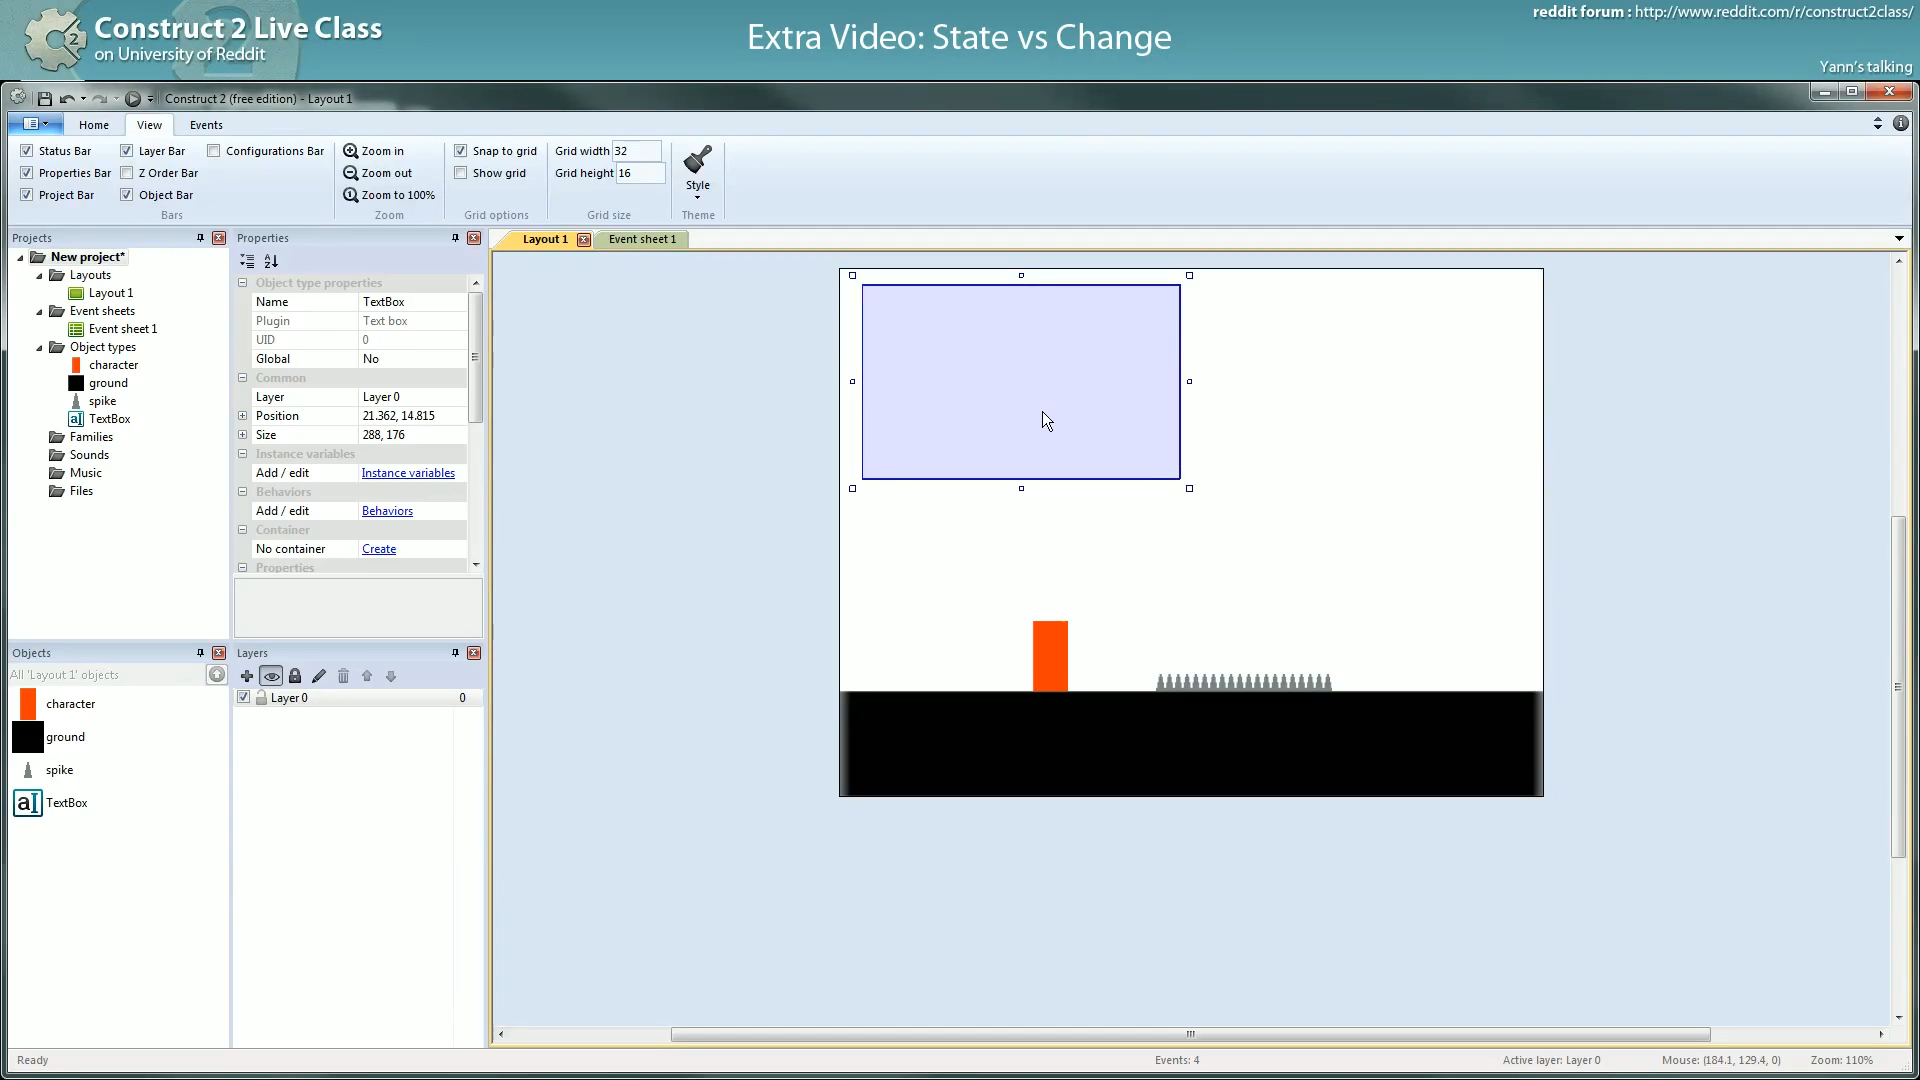 Construct 2 Live Class
on University of Reddit
Extra Video: State vs Change
reddit forum : http://www.reddit.com/r/construct2class/
Yann's talking
Construct 2 (free edition) - Layout 1
Home
View
Events
Status Bar
Layer Bar
Configurations Bar
Properties Bar
Z Order Bar
Project Bar
Object Bar
Bars
Zoom in
Zoom out
Zoom to 100%
Zoom
Snap to grid
Show grid
Grid options
Grid width 32
Grid height 16
Grid size
Style
Theme
Projects
New project*
Layouts
Layout 1
Event sheets
Event sheet 1
Object types
character
ground
spike
TextBox
Families
Sounds
Music
Files
Properties
Object type properties
Name TextBox
Plugin Text box
UID 0
Global No
Common
Layer Layer 0
Position 21.362, 14.815
Size 288, 176
Instance variables
Add / edit Instance variables
Behaviors
Add / edit Behaviors
Container
No container Create
Properties
Layout 1
Event sheet 1
Objects
All 'Layout 1' objects
character
ground
spike
aI TextBox
Layers
Layer 0 0
Ready
Events: 4
Active layer: Layer 0
Mouse: (184.1, 129.4, 0)
Zoom: 110%